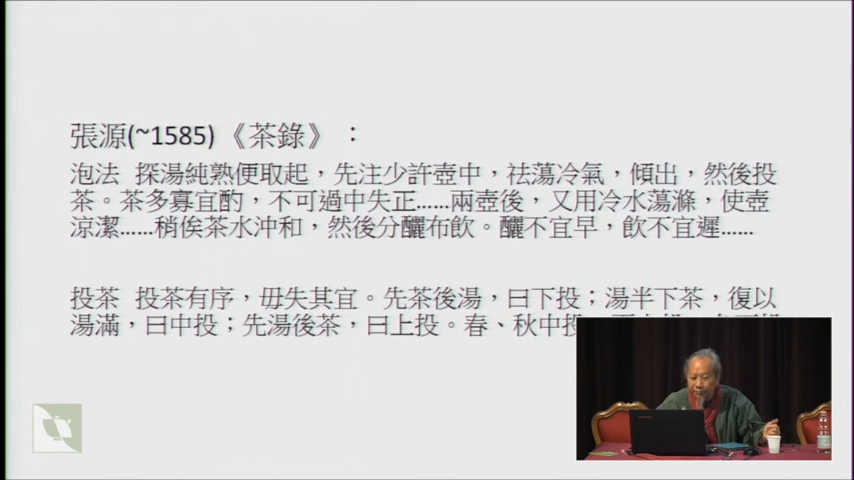 張源(~1585)《茶錄》：
泡法 探湯純熟便取起，先注少許壺中，祛蕩冷氣，傾出，然後投
茶。茶多寡宜酌，不可過中失正……兩壺後，又用冷水蕩滌，使壺
涼潔……稍俟茶水沖和，然後分釃布飲。釃不宜早，飲不宜遲……
投茶 投茶有序，毋失其宜。先茶後湯，曰下投；湯半下茶，復以
湯滿，曰中投；先湯後茶，曰上投。春、秋中